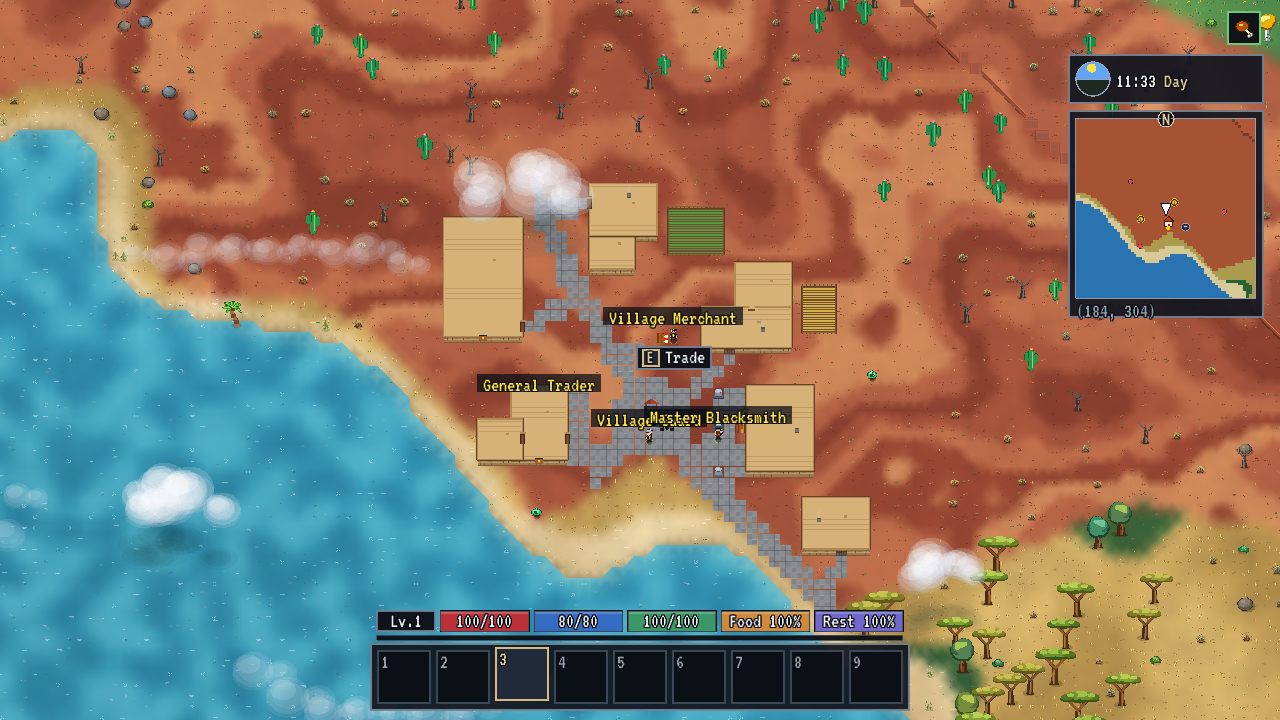 11:33 Day
N
(184, 304)
Village Merchant
E Trade
General Trader
Village
Master Blacksmith
Lv.1
100/100
80/80
100/100
Food 100%
Rest 100%
1
2
3
4
5
6
7
8
9